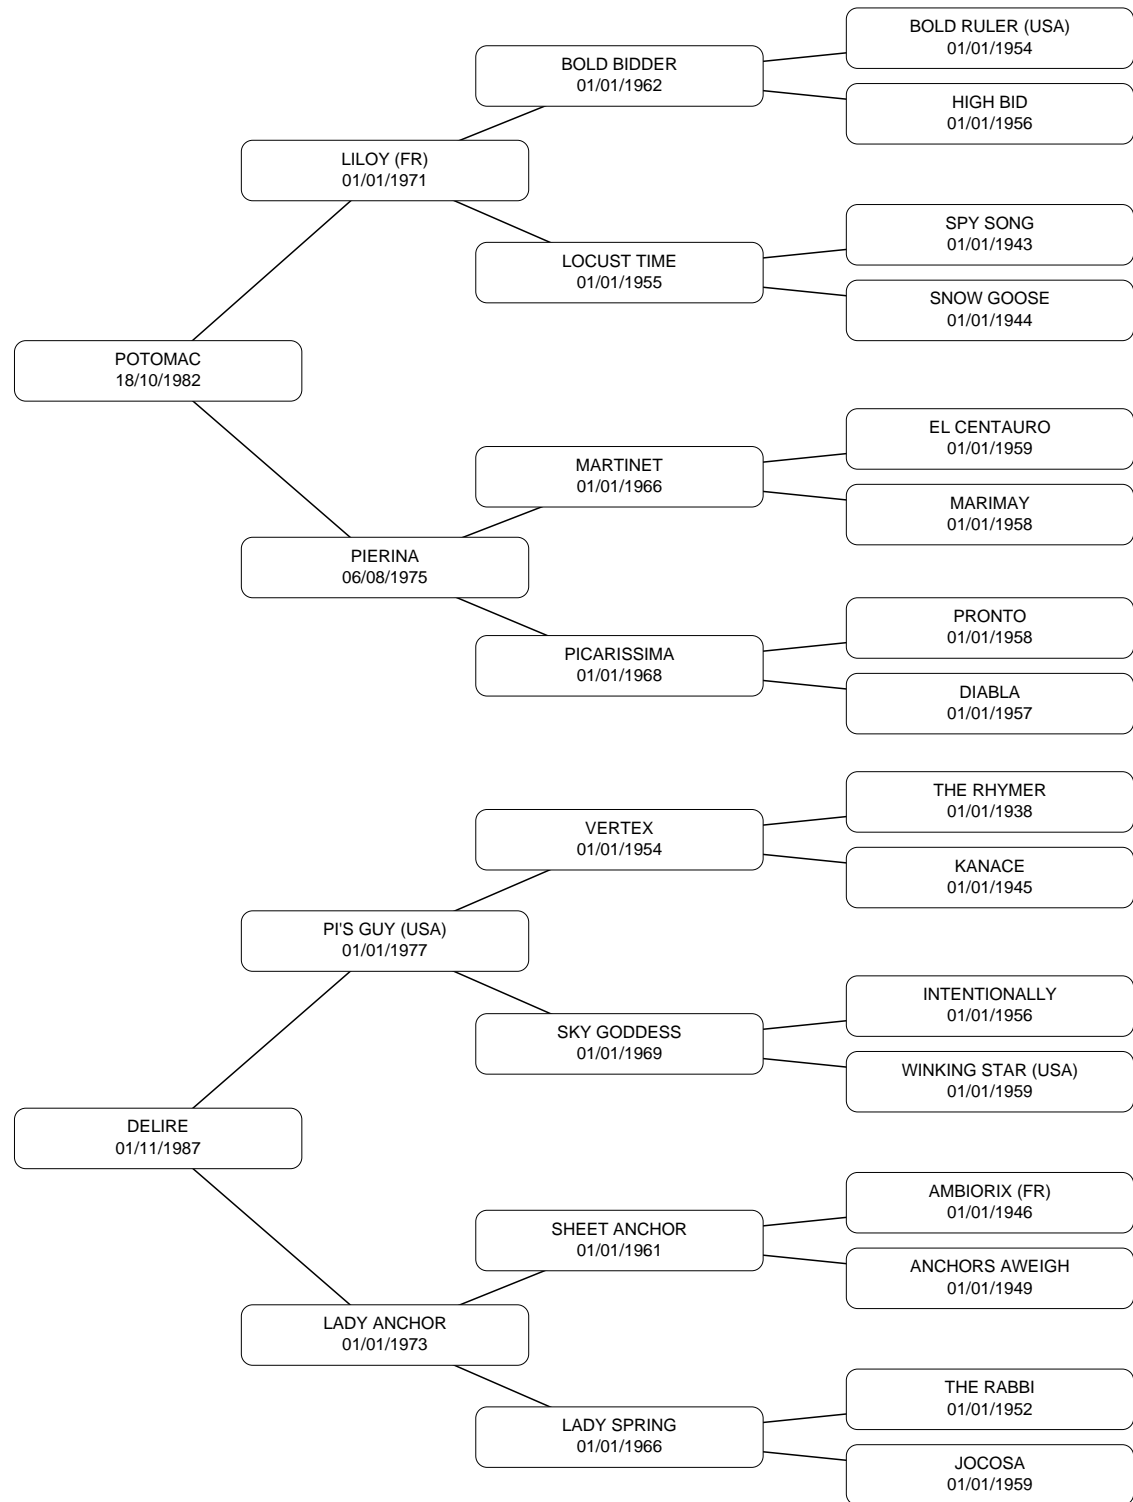 BOLD RULER (USA)
01/01/1954
BOLD BIDDER
01/01/1962
HIGH BID
01/01/1956
LILOY (FR)
01/01/1971
SPY SONG
01/01/1943
LOCUST TIME
01/01/1955
SNOW GOOSE
01/01/1944
POTOMAC
18/10/1982
EL CENTAURO
01/01/1959
MARTINET
01/01/1966
MARIMAY
01/01/1958
PIERINA
06/08/1975
PRONTO
01/01/1958
PICARISSIMA
01/01/1968
DIABLA
01/01/1957
THE RHYMER
01/01/1938
VERTEX
01/01/1954
KANACE
01/01/1945
PI'S GUY (USA)
01/01/1977
INTENTIONALLY
01/01/1956
SKY GODDESS
01/01/1969
WINKING STAR (USA)
01/01/1959
DELIRE
01/11/1987
AMBIORIX (FR)
01/01/1946
SHEET ANCHOR
01/01/1961
ANCHORS AWEIGH
01/01/1949
LADY ANCHOR
01/01/1973
THE RABBI
01/01/1952
LADY SPRING
01/01/1966
JOCOSA
01/01/1959